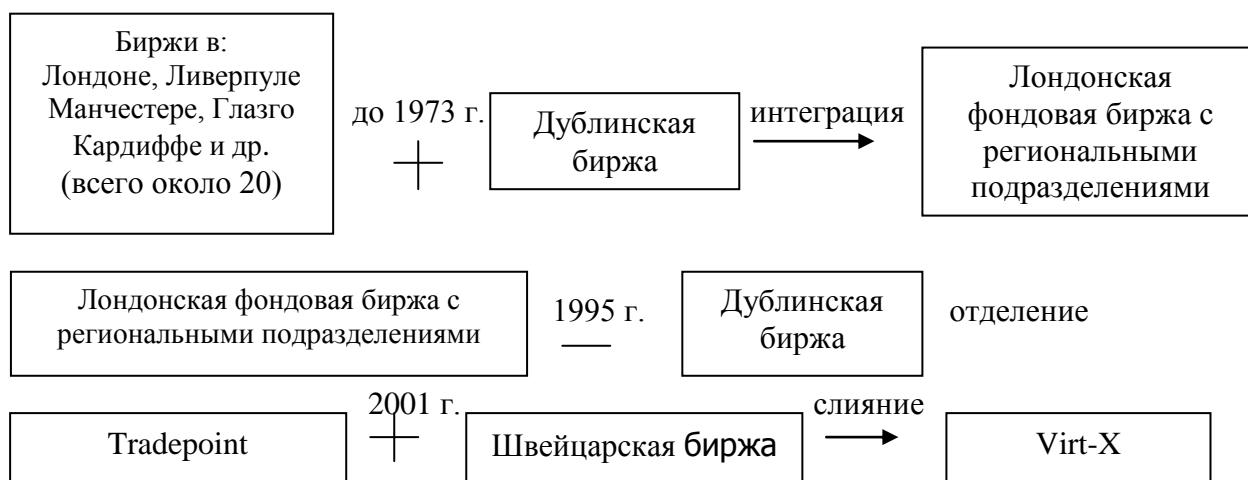 Биржи в:
Лондоне, Ливерпуле
Манчестере, Глазго
Кардиффе и др.
(всего около 20)
до 1973 г.
Дублинская
биржа
интеграция
Лондонская
фондовая биржа с
региональными
подразделениями
Лондонская фондовая биржа с
региональными подразделениями
1995 г.
Дублинская
биржа
отделение
Tradepoint
2001 г.
Швейцарская биржа
слияние
Virt-X